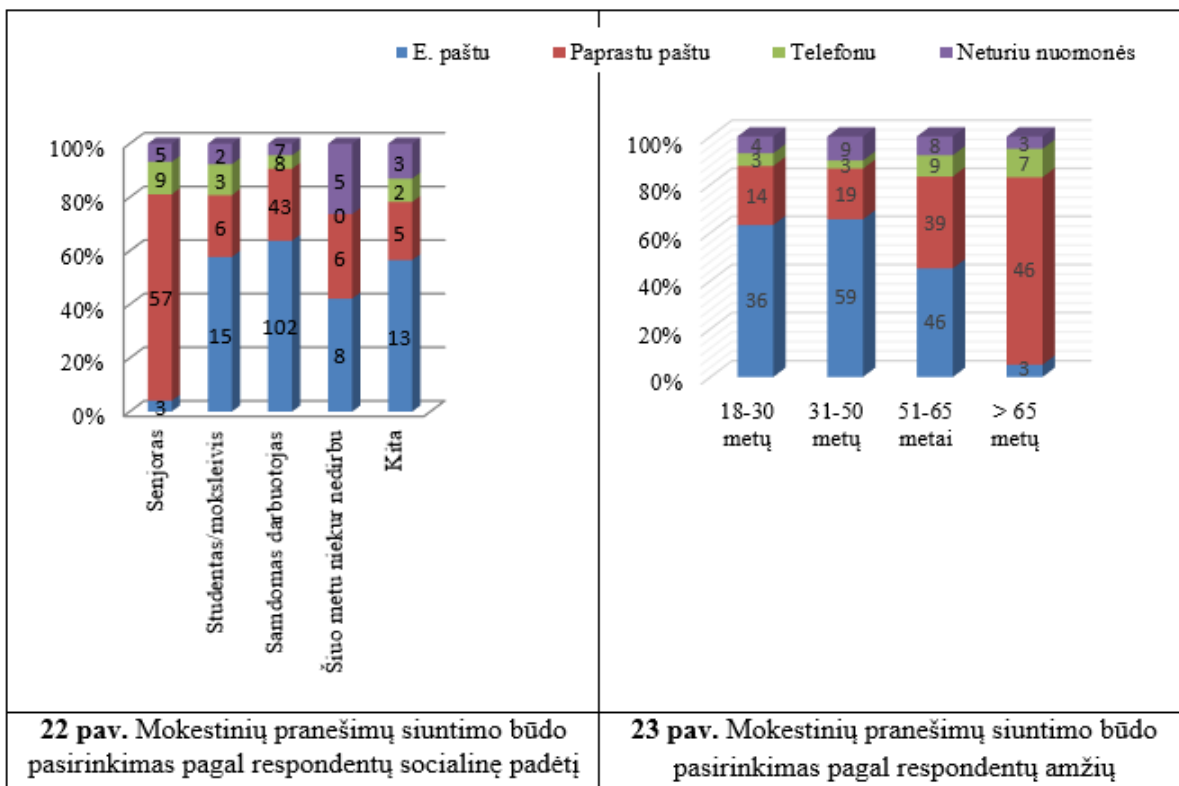 E. paštu Paprastu paštu Telefonu Neturiu nuomonės
100%
80%
60%
40%
20%
0%
5 2 7 5 3
9 3 8 0 2
57 6 43 6 5
3 15 102 8 13
Senjoras
Studentas/moksleivis
Samdomas darbuotojas
Šiuo metu niekur nedirbu
Kita
100%
80%
60%
40%
20%
0%
4 9 8 3
3 3 9 7
14 19 39 46
36 59 46 3
18-30 31-50 51-65 > 65
metų metų metai metų
22 pav. Mokestinių pranešimų siuntimo būdo
pasirinkimas pagal respondentų socialinę padėtį
23 pav. Mokestinių pranešimų siuntimo būdo
pasirinkimas pagal respondentų amžių